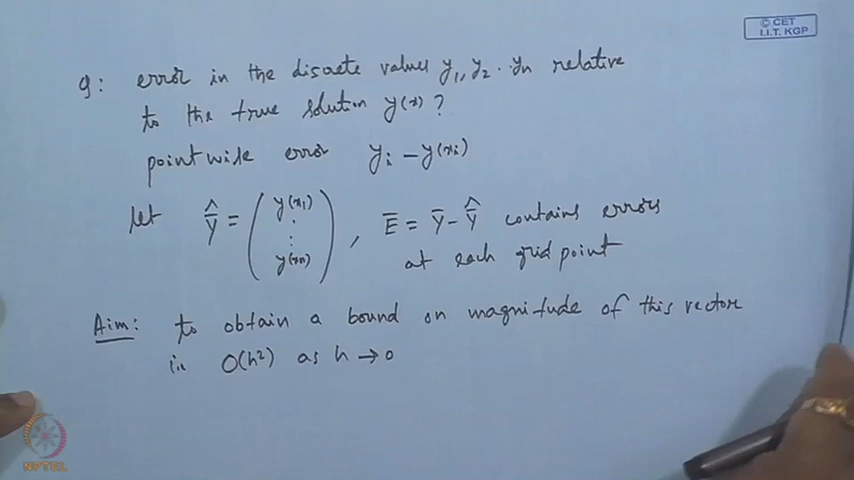 © CET
I.I.T. KGP
Q: error in the discrete values y₁, y₂ .. yₙ relative
to the true solution y(x) ?
pointwise error yᵢ - y(xᵢ)
Let Ȳ̂ = ( y(x₁) ⋮ y(xₙ) ) , Ē = Ȳ - Ȳ̂ contains errors
at each grid point
Aim: to obtain a bound on magnitude of this vector
in O(h²) as h → 0
NPTEL